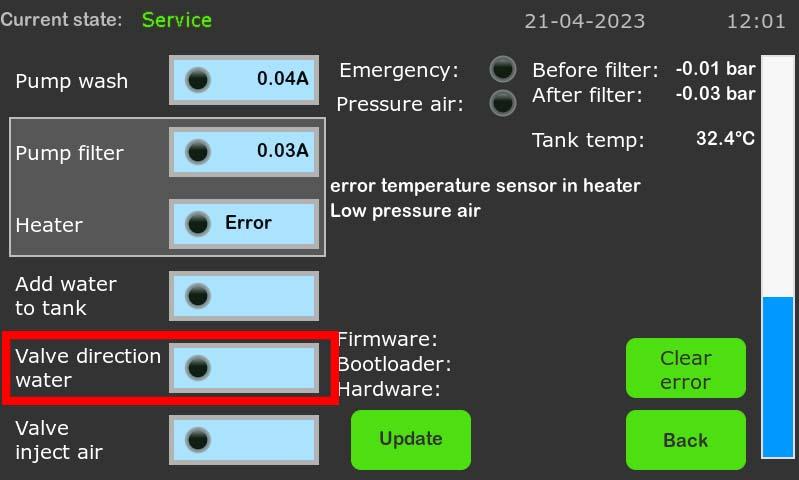 Current state: Service 21-04-2023 12:01
Pump wash 0.04A
Emergency:
Before filter: -0.01 bar
Pressure air:
After filter: -0.03 bar
Pump filter 0.03A
Tank temp: 32.4°C
error temperature sensor in heater
Low pressure air
Heater Error
Add water
to tank
Valve direction
water
Firmware:
Bootloader:
Hardware:
Clear
error
Valve
inject air
Update
Back